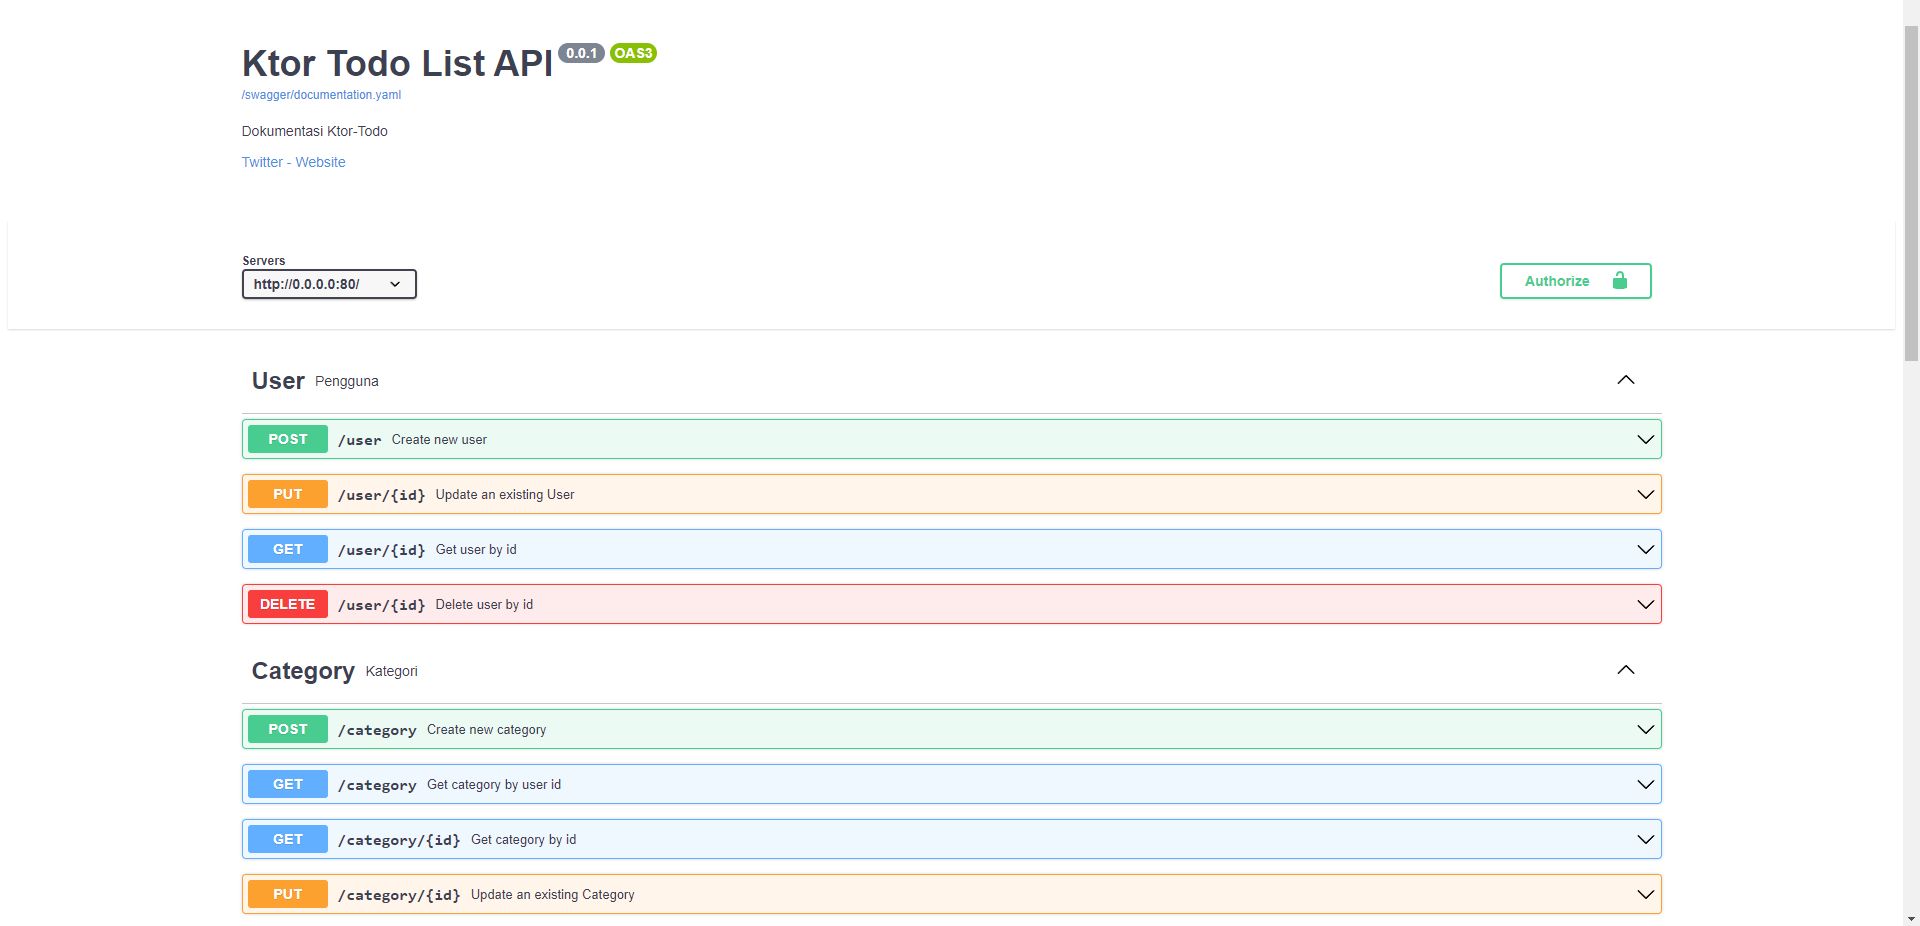 Ktor Todo List API 0.0.1 OAS3
/swagger/documentation.yaml
Dokumentasi Ktor-Todo
Twitter - Website
Servers
http://0.0.0.0:80/
Authorize
User Pengguna
POST /user Create new user
PUT /user/{id} Update an existing User
GET /user/{id} Get user by id
DELETE /user/{id} Delete user by id
Category Kategori
POST /category Create new category
GET /category Get category by user id
GET /category/{id} Get category by id
PUT /category/{id} Update an existing Category